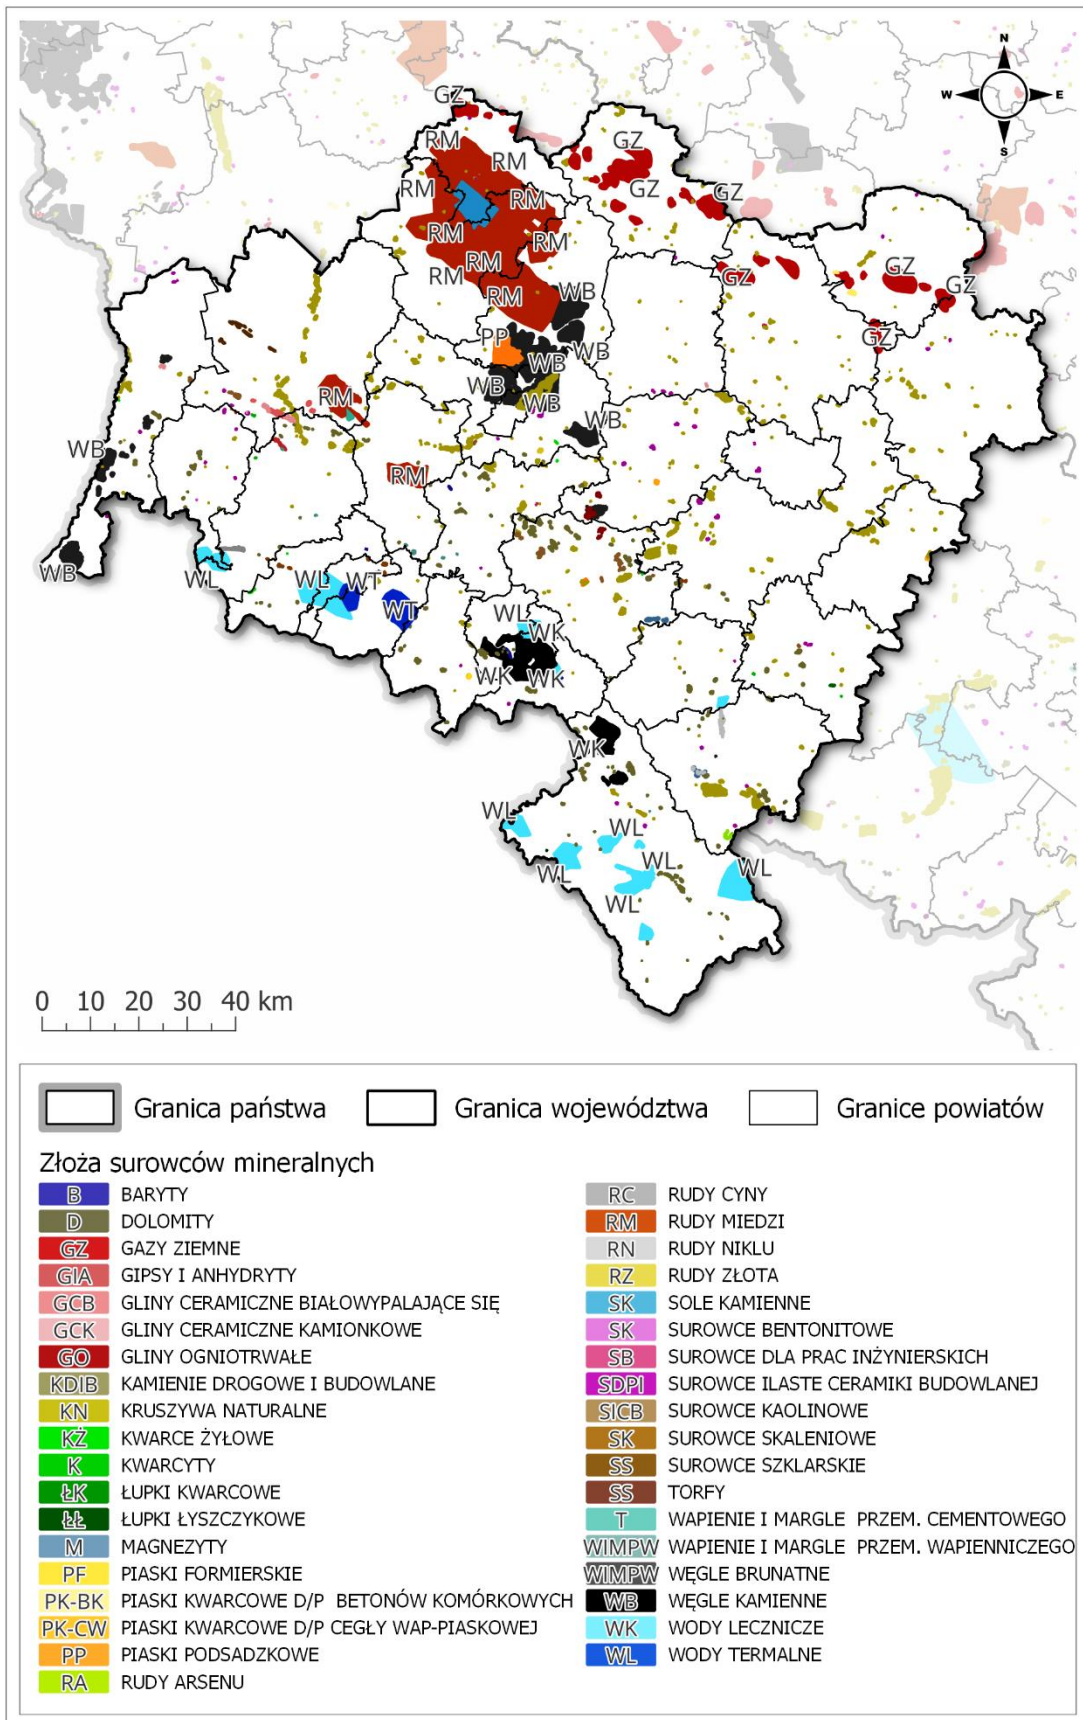 N
W E
S
GZ
RM
RM
GZ
RM
RM
GZ
GZ
RM
RM
RM
RM
GZ
GZ
GZ
RM
WB
GZ
PP
WB
WB
WB
RM
WB
WB
WB
RM
WB
WL
WL
WT
WT
WL
WK
WK
WK
WK
WL
WL
WL
WL
WL
WL
0 10 20 30 40 km
Granica państwa Granica województwa Granice powiatów
Złoża surowców mineralnych
B BARYTY
D DOLOMITY
GZ GAZY ZIEMNE
GIA GIPSY I ANHYDRYTY
GCB GLINY CERAMICZNE BIAŁOWYPALAJĄCE SIĘ
GCK GLINY CERAMICZNE KAMIONKOWE
GO GLINY OGNIOTRWAŁE
KDIB KAMIENIE DROGOWE I BUDOWLANE
KN KRUSZYWA NATURALNE
KŻ KWARCE ŻYŁOWE
K KWARCYTY
ŁK ŁUPKI KWARCOWE
ŁŁ ŁUPKI ŁYSZCZYKOWE
M MAGNEZYTY
PF PIASKI FORMIERSKIE
PK-BK PIASKI KWARCOWE D/P BETONÓW KOMÓRKOWYCH
PK-CW PIASKI KWARCOWE D/P CEGŁY WAP-PIASKOWEJ
PP PIASKI PODSADZKOWE
RA RUDY ARSENU
RC RUDY CYNY
RM RUDY MIEDZI
RN RUDY NIKLU
RZ RUDY ZŁOTA
SK SOLE KAMIENNE
SK SUROWCE BENTONITOWE
SB SUROWCE DLA PRAC INŻYNIERSKICH
SDPI SUROWCE ILASTE CERAMIKI BUDOWLANEJ
SICB SUROWCE KAOLINOWE
SK SUROWCE SKALENIOWE
SS SUROWCE SZKLARSKIE
SS TORFY
T WAPIENIE I MARGLE PRZEM. CEMENTOWEGO
WIMPW WAPIENIE I MARGLE PRZEM. WAPIENNICZEGO
WIMPW WĘGLE BRUNATNE
WB WĘGLE KAMIENNE
WK WODY LECZNICZE
WL WODY TERMALNE